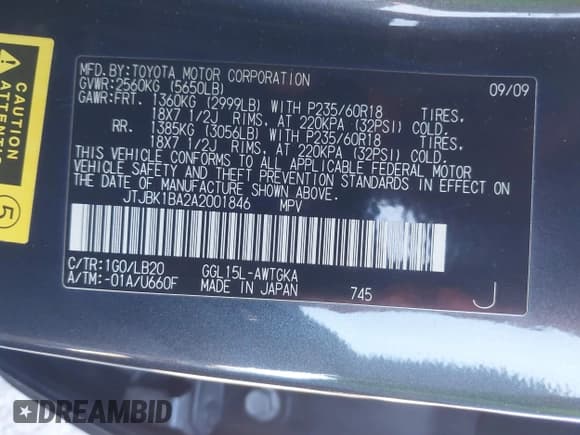 CAUTION
ATTENTION
5
MFD.BY:TOYOTA MOTOR CORPORATION 09/09
GVWR:2560KG (5650LB)
GAWR:FRT. 1360KG (2999LB) WITH P235/60R18 TIRES,
18X7 1/2J RIMS, AT 220KPA (32PSI) COLD.
RR. 1385KG (3056LB) WITH P235/60R18 TIRES,
18X7 1/2J RIMS, AT 220KPA (32PSI) COLD.
THIS VEHICLE CONFORMS TO ALL APPLICABLE FEDERAL MOTOR
VEHICLE SAFETY AND THEFT PREVENTION STANDARDS IN EFFECT ON
THE DATE OF MANUFACTURE SHOWN ABOVE.
JTJBK1BA2A2001846 MPV
C/TR:1G0/LB20 GGL15L-AWTGKA
A/TM:-01A/U660F MADE IN JAPAN 745 J
DREAMBID